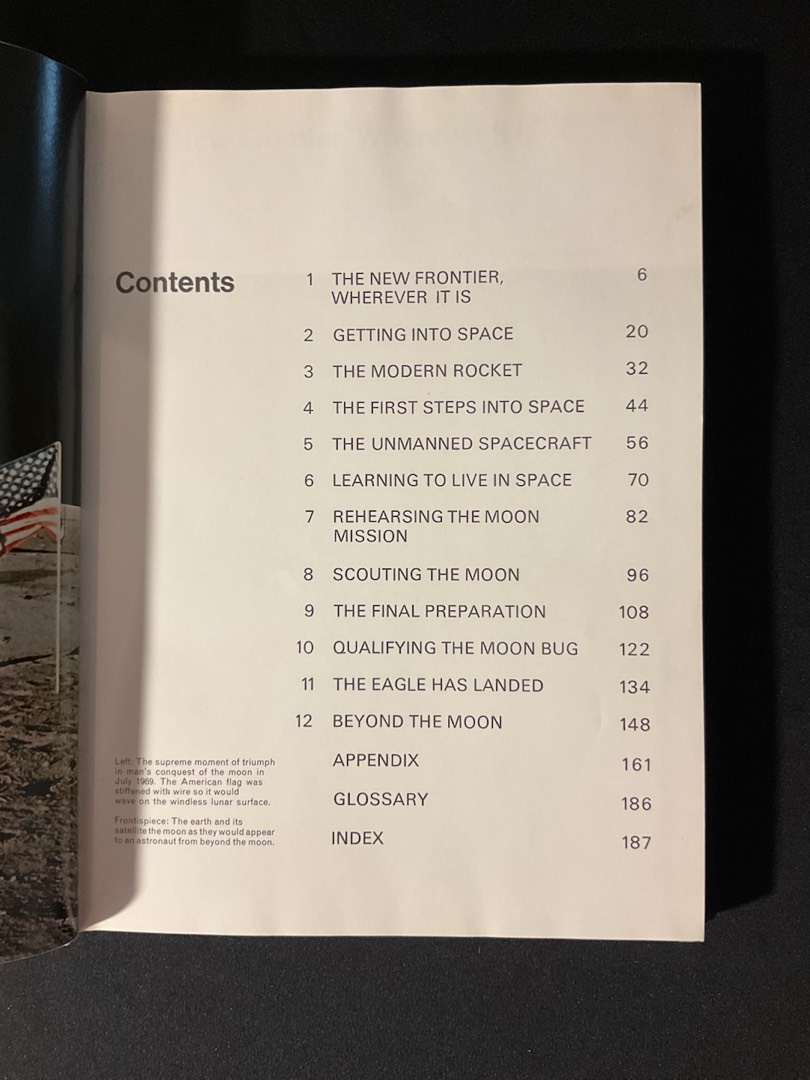 Contents
1 THE NEW FRONTIER, 6
WHEREVER IT IS
2 GETTING INTO SPACE 20
3 THE MODERN ROCKET 32
4 THE FIRST STEPS INTO SPACE 44
5 THE UNMANNED SPACECRAFT 56
6 LEARNING TO LIVE IN SPACE 70
7 REHEARSING THE MOON 82
MISSION
8 SCOUTING THE MOON 96
9 THE FINAL PREPARATION 108
10 QUALIFYING THE MOON BUG 122
11 THE EAGLE HAS LANDED 134
12 BEYOND THE MOON 148
APPENDIX 161
GLOSSARY 186
INDEX 187
Left: The supreme moment of triumph
in man's conquest of the moon in
July 1969. The American flag was
stiffened with wire so it would
wave on the windless lunar surface.
Frontispiece: The earth and its
satellite the moon as they would appear
to an astronaut from beyond the moon.